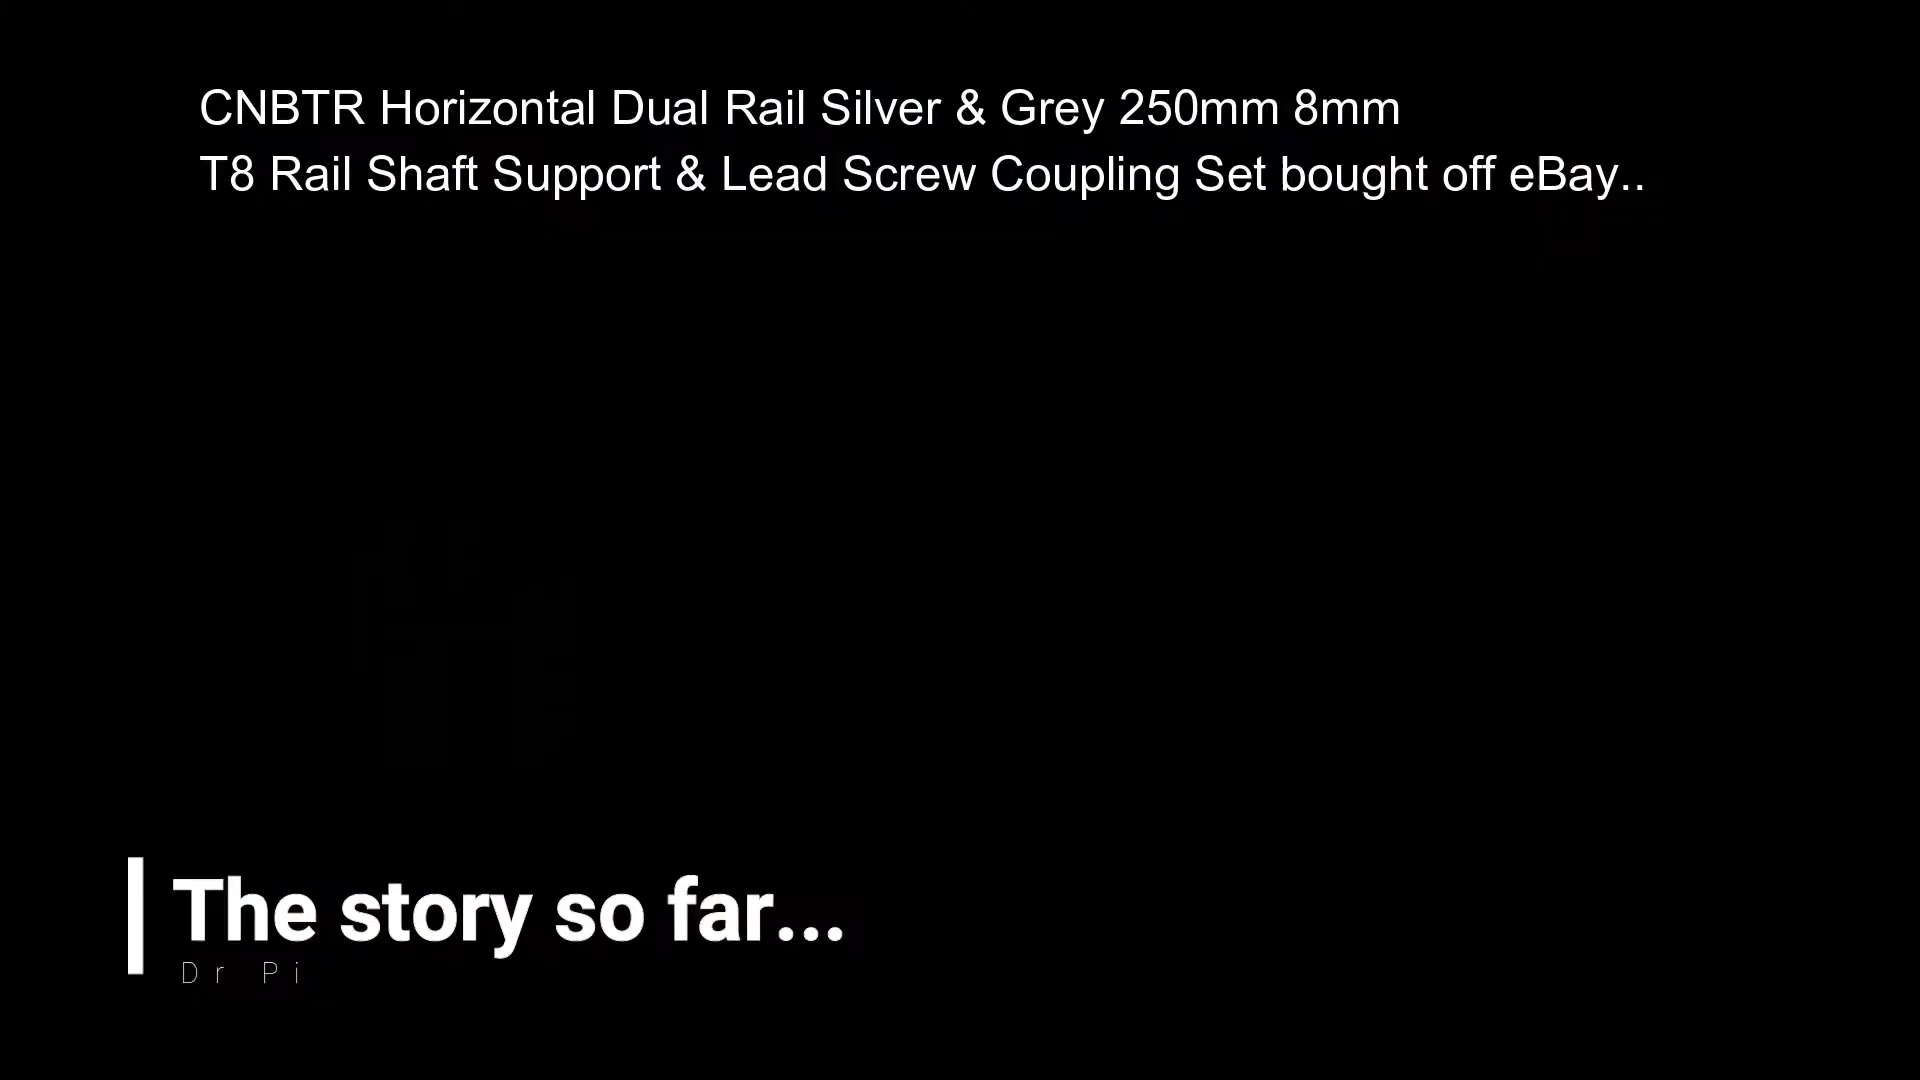 CNBTR Horizontal Dual Rail Silver & Grey 250mm 8mm
T8 Rail Shaft Support & Lead Screw Coupling Set bought off eBay..
The story so far...
Dr Pi